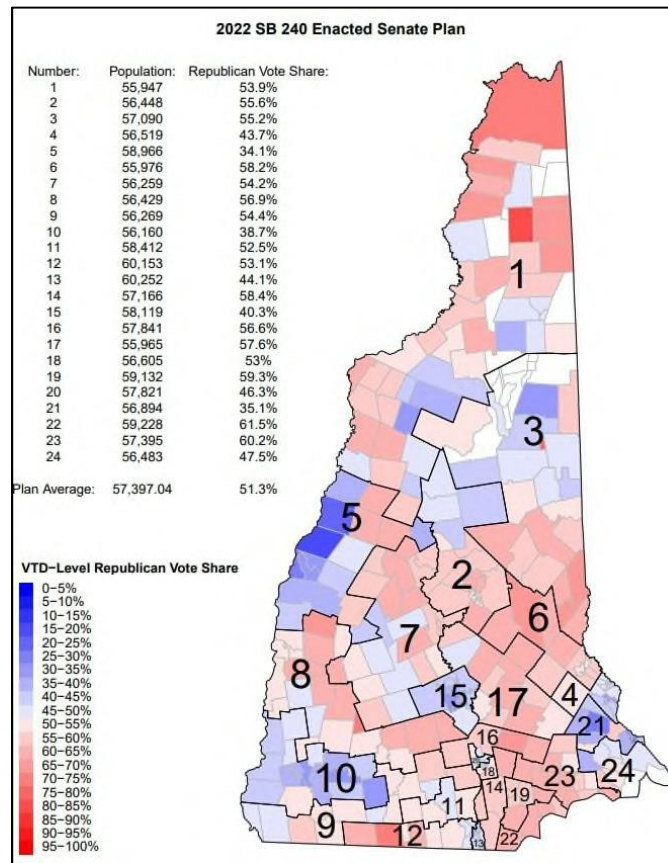 2022 SB 240 Enacted Senate Plan
Number: Population: Republican Vote Share:
1 55,947 53.9%
2 56,448 55.6%
3 57,090 55.2%
4 56,519 43.7%
5 58,966 34.1%
6 55,976 58.2%
7 56,259 54.2%
8 56,429 56.9%
9 56,269 54.4%
10 56,160 38.7%
11 58,412 52.5%
12 60,153 53.1%
13 60,252 44.1%
14 57,166 58.4%
15 58,119 40.3%
16 57,841 56.6%
17 55,965 57.6%
18 56,605 53%
19 59,132 59.3%
20 57,821 46.3%
21 56,894 35.1%
22 59,228 61.5%
23 57,395 60.2%
24 56,483 47.5%
Plan Average: 57,397.04 51.3%
1
3
5
2
6
7
8
4
15
17
21
16
24
18
23
10
14
11
19
9
12
13
22
VTD-Level Republican Vote Share
0-5%
5-10%
10-15%
15-20%
20-25%
25-30%
30-35%
35-40%
40-45%
45-50%
50-55%
55-60%
60-65%
65-70%
70-75%
75-80%
80-85%
85-90%
90-95%
95-100%